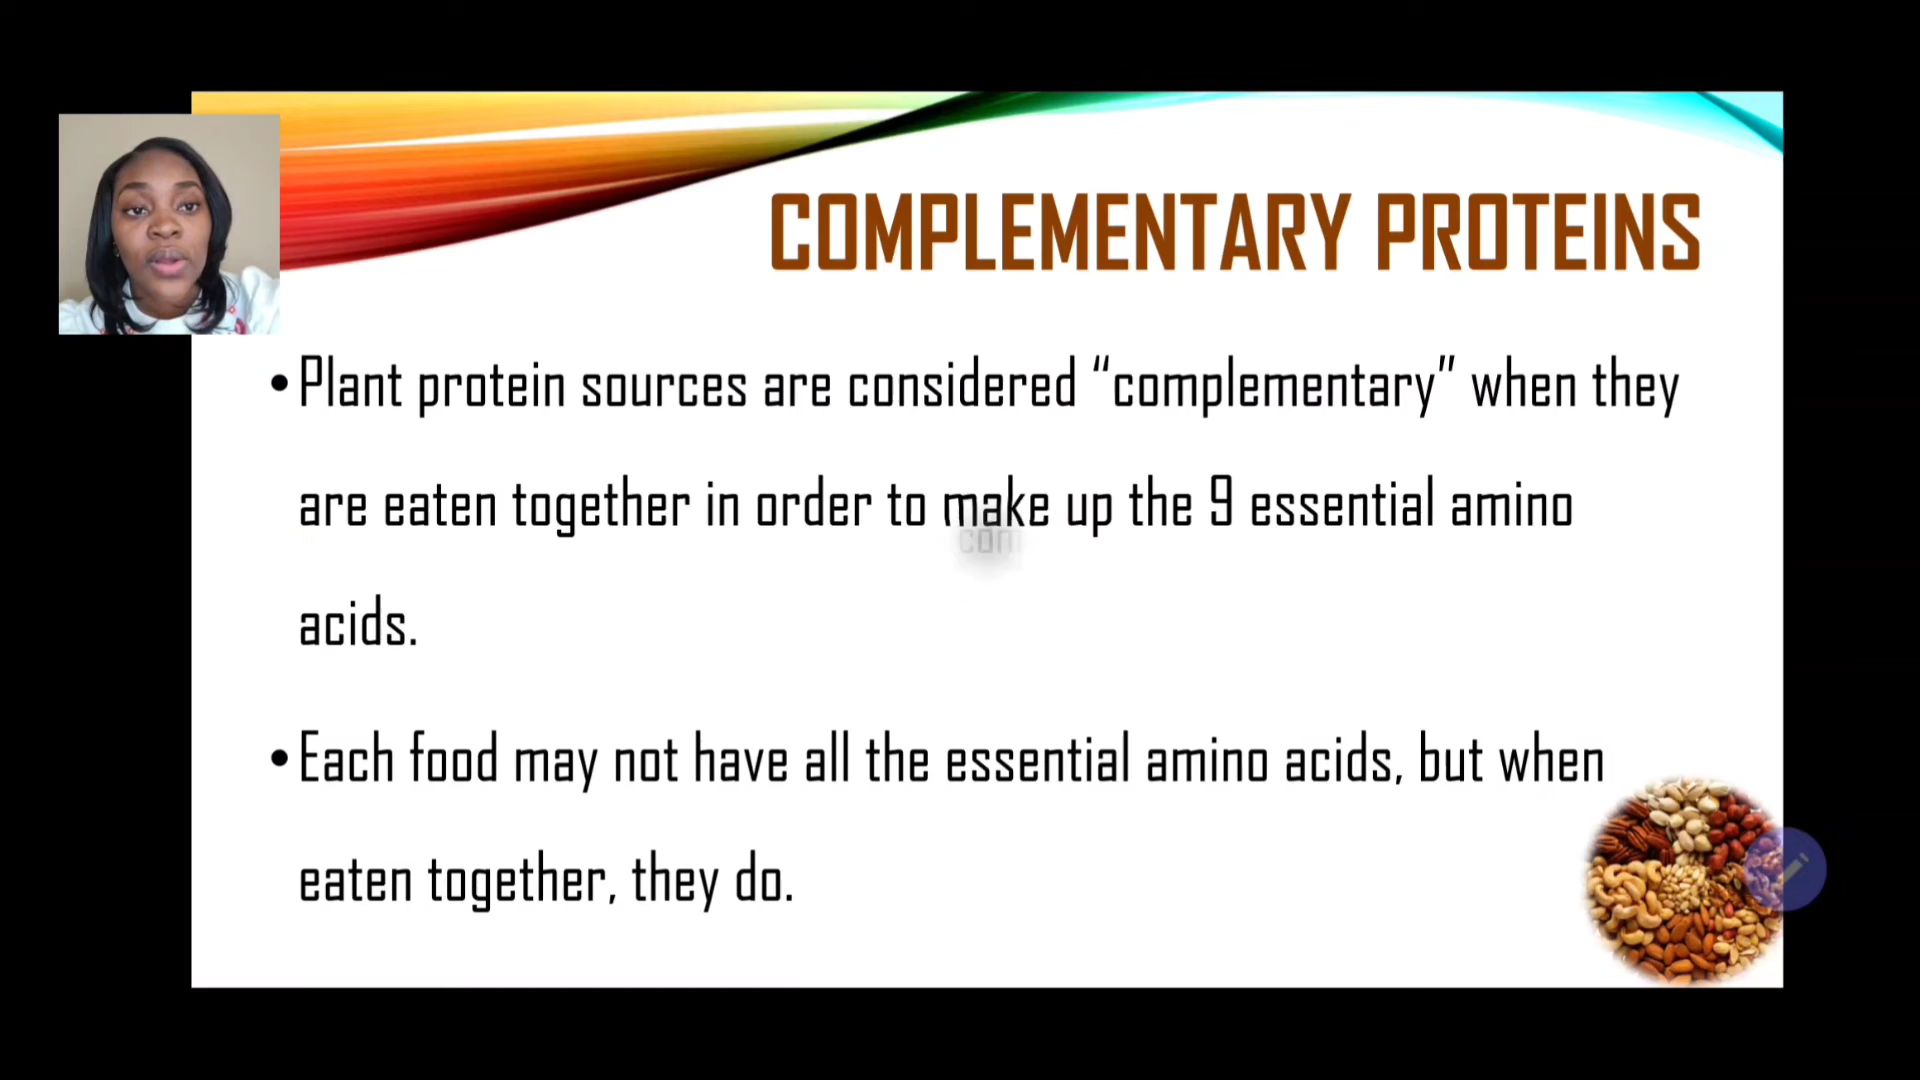 COMPLEMENTARY PROTEINS
• Plant protein sources are considered “complementary” when they
are eaten together in order to make up the 9 essential amino
acids.
• Each food may not have all the essential amino acids, but when
eaten together, they do.